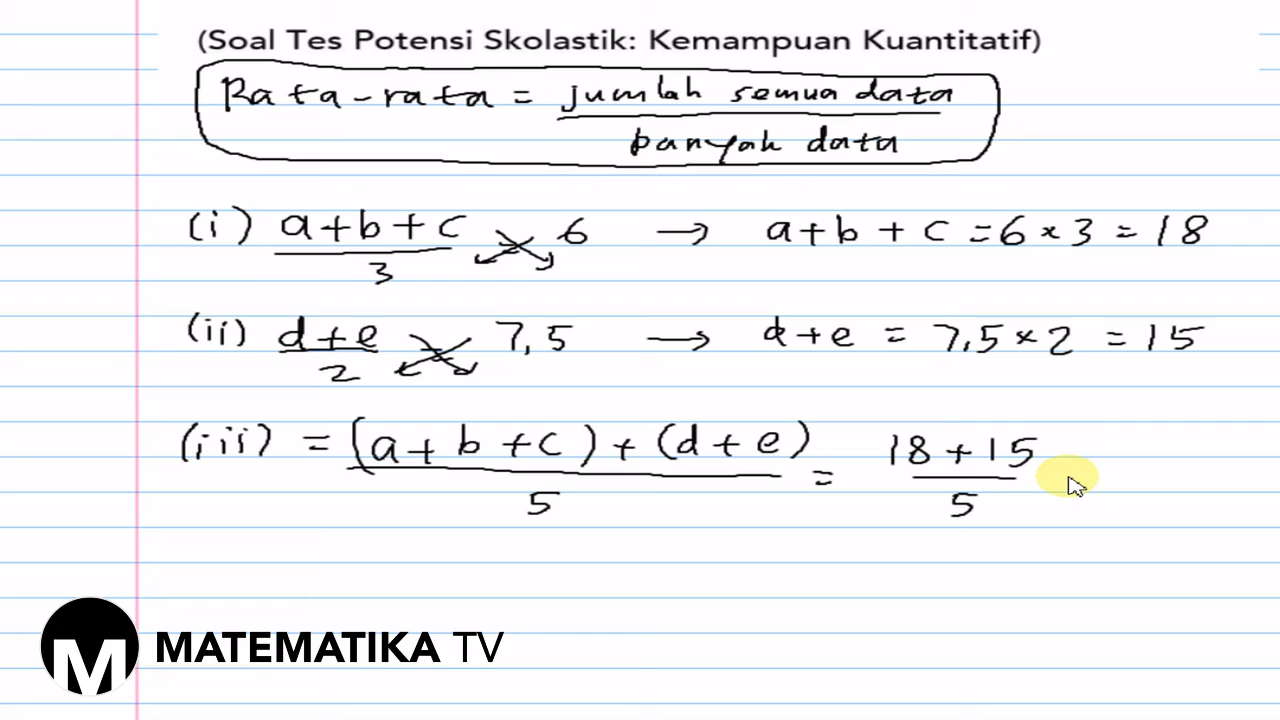 (Soal Tes Potensi Skolastik: Kemampuan Kuantitatif)
Rata-rata = jumlah semua data
banyak data
(i) a+b+c 6 → a+b+c = 6 × 3 = 18
3
(ii) d+e 7,5 → d+e = 7,5 × 2 = 15
2
(iii) = (a+b+c)+(d+e) = 18+15
5 5
M MATEMATIKA TV